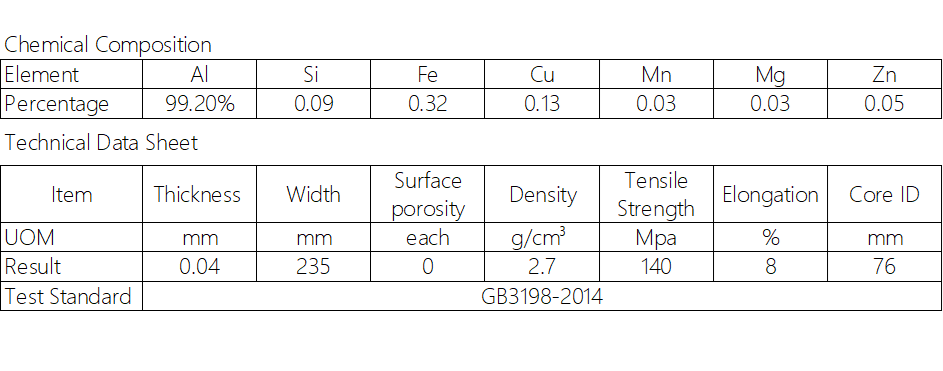 Chemical Composition
Element Al Si Fe Cu Mn Mg Zn
Percentage 99.20% 0.09 0.32 0.13 0.03 0.03 0.05
Technical Data Sheet
Item Thickness Width Surface porosity Density Tensile Strength Elongation Core ID
UOM mm mm each g/cm³ Mpa % mm
Result 0.04 235 0 2.7 140 8 76
Test Standard GB3198-2014